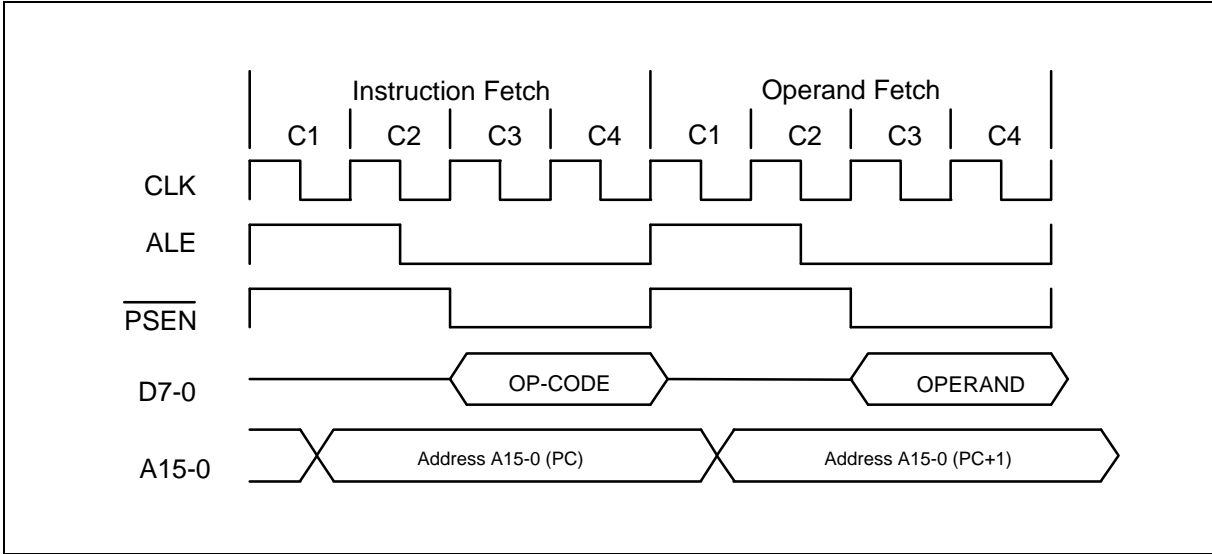 Instruction Fetch Operand Fetch
C1 C2 C3 C4 C1 C2 C3 C4
CLK
ALE
PSEN
D7-0 OP-CODE OPERAND
A15-0 Address A15-0 (PC) Address A15-0 (PC+1)